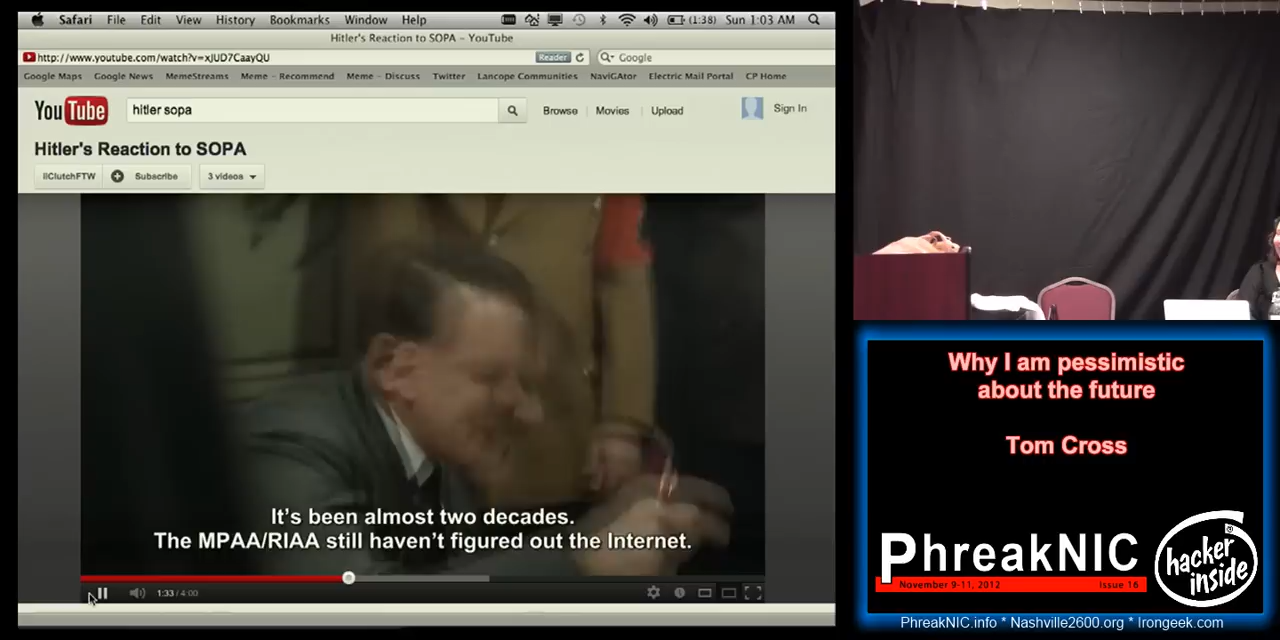 Safari File Edit View History Bookmarks Window Help (1:38) Sun 1:03 AM
Hitler's Reaction to SOPA – YouTube
http://www.youtube.com/watch?v=xJUD7CaayQU Reader Google
Google Maps Google News MemeStreams Meme – Recommend Meme – Discuss Twitter Lancope Communities NaviGAtor Electric Mail Portal CP Home
YouTube hitler sopa Browse Movies Upload Sign In
Hitler's Reaction to SOPA
IIClutchFTW Subscribe 3 videos
It's been almost two decades.
The MPAA/RIAA still haven't figured out the Internet.
1:33 / 4:00
Why I am pessimistic
about the future
Tom Cross
PhreakNIC
November 9-11, 2012 Issue 16
hacker
inside
PhreakNIC.info * Nashville2600.org * Irongeek.com